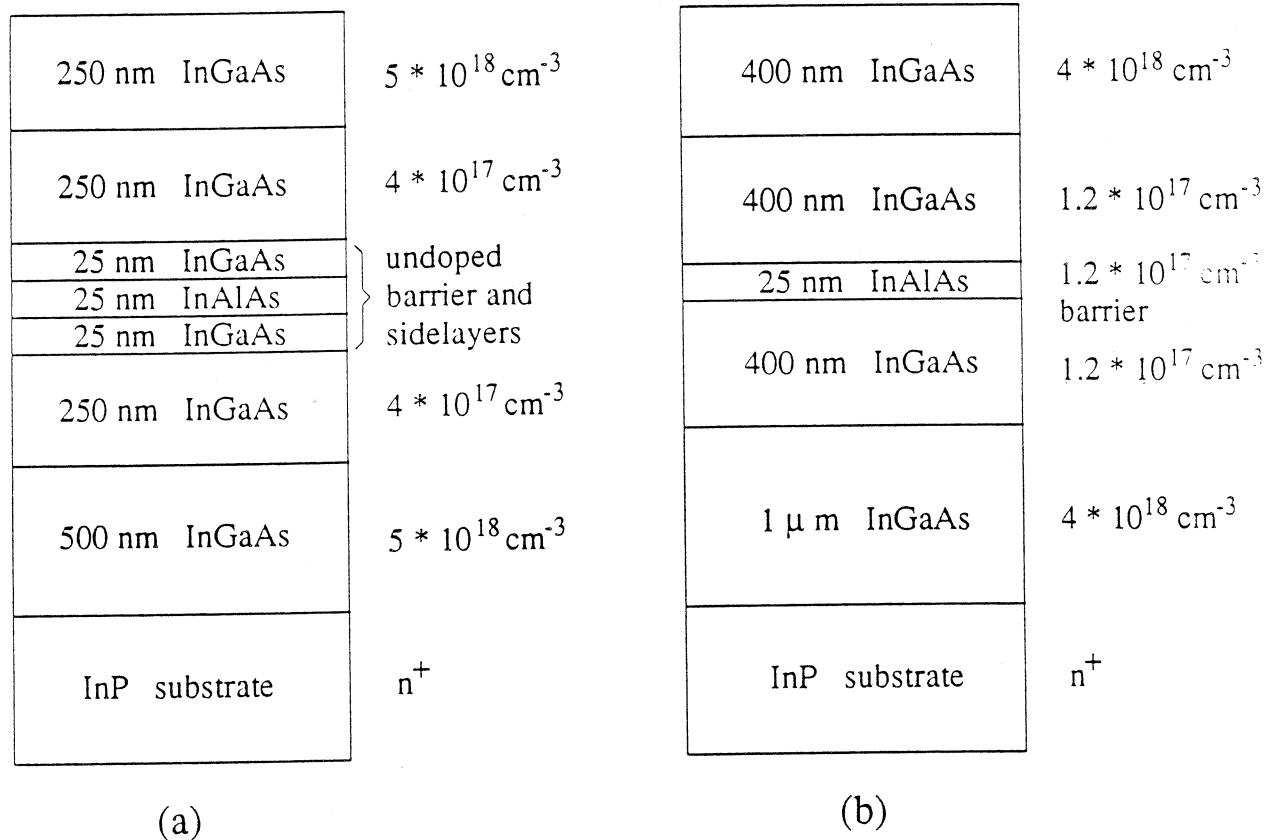 250 nm InGaAs
5 * 10^18 cm^-3
250 nm InGaAs
4 * 10^17 cm^-3
25 nm InGaAs
25 nm InAlAs
25 nm InGaAs
undoped
barrier and
sidelayers
250 nm InGaAs
4 * 10^17 cm^-3
500 nm InGaAs
5 * 10^18 cm^-3
InP substrate
n^+
(a)
400 nm InGaAs
4 * 10^18 cm^-3
400 nm InGaAs
1.2 * 10^17 cm^-3
25 nm InAlAs
1.2 * 10^17 cm^-3
barrier
400 nm InGaAs
1.2 * 10^17 cm^-3
1 μ m InGaAs
4 * 10^18 cm^-3
InP substrate
n^+
(b)